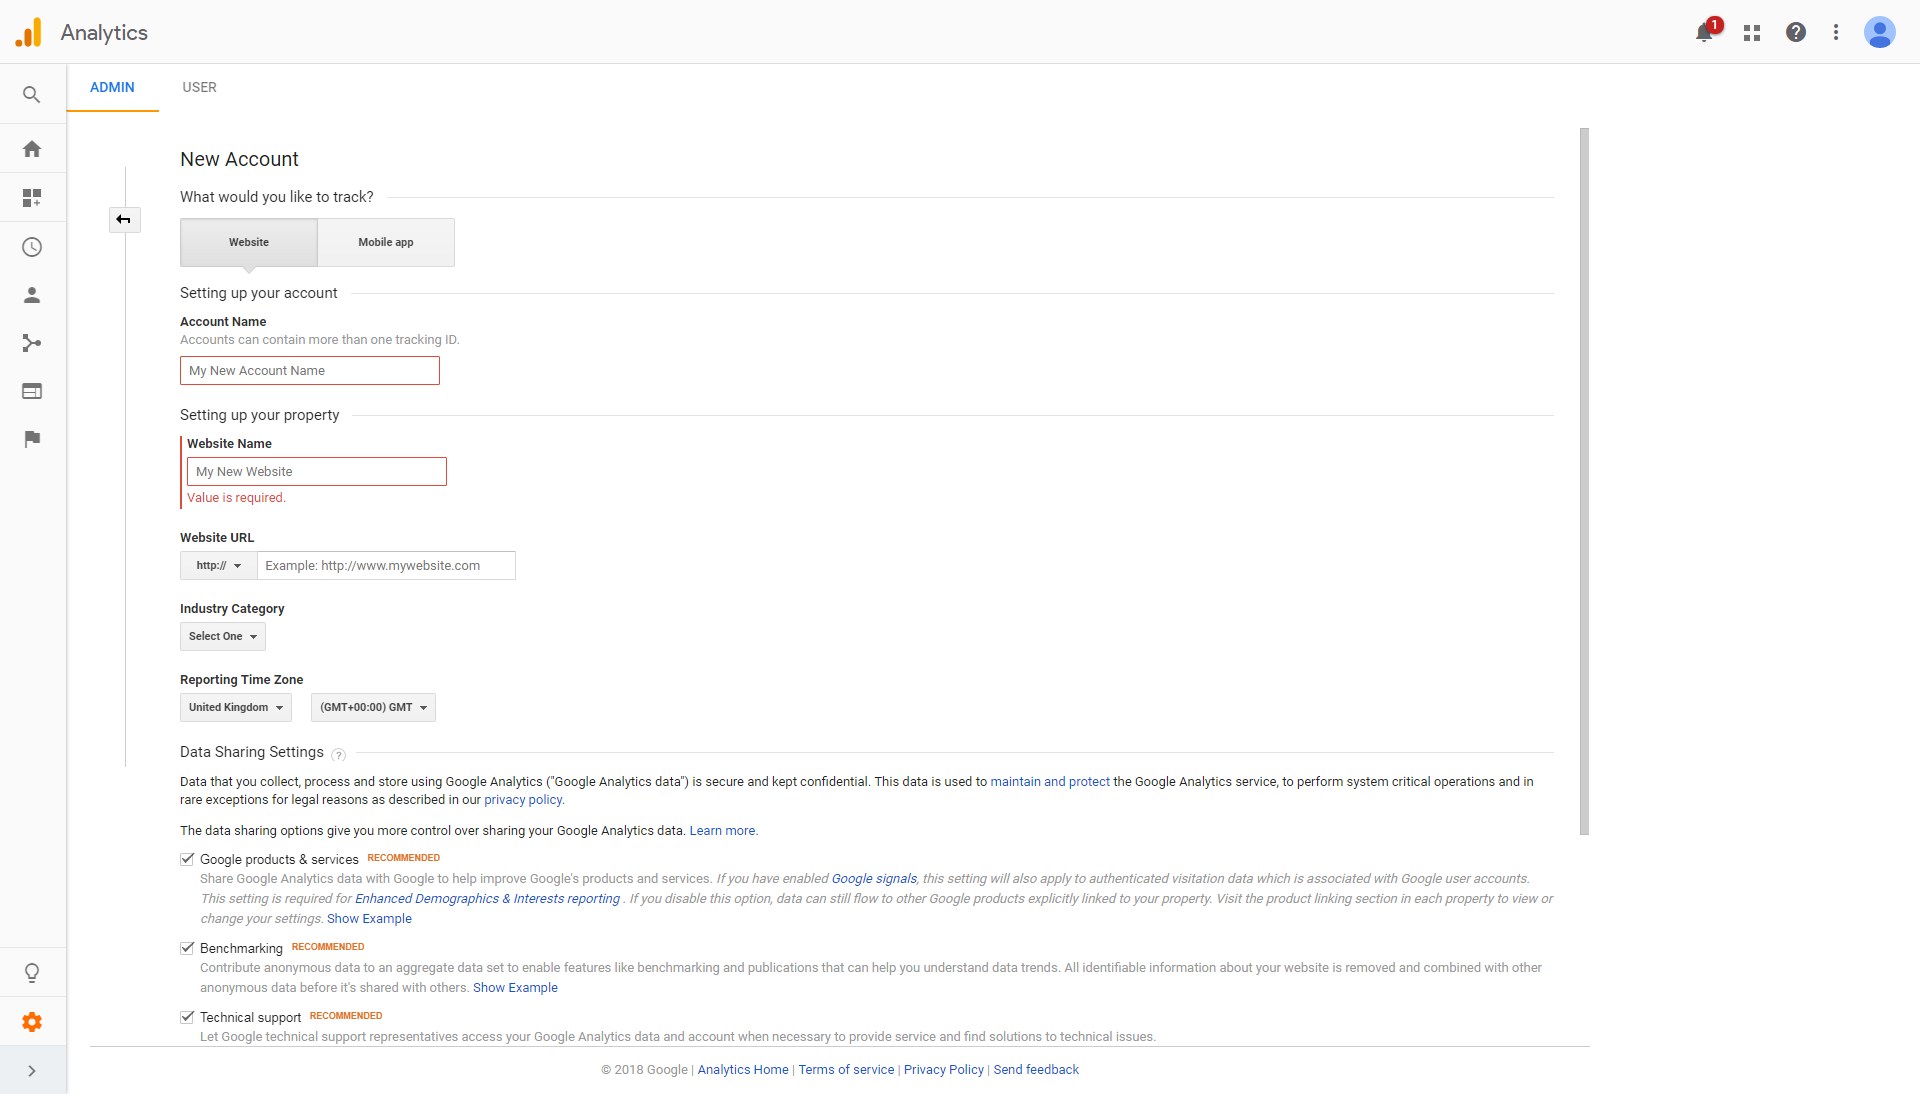 Analytics
1
ADMIN
USER
New Account
What would you like to track?
Website
Mobile app
Setting up your account
Account Name
Accounts can contain more than one tracking ID.
My New Account Name
Setting up your property
Website Name
My New Website
Value is required.
Website URL
http://
Example: http://www.mywebsite.com
Industry Category
Select One
Reporting Time Zone
United Kingdom
(GMT+00:00) GMT
Data Sharing Settings ?
Data that you collect, process and store using Google Analytics ("Google Analytics data") is secure and kept confidential. This data is used to maintain and protect the Google Analytics service, to perform system critical operations and in
rare exceptions for legal reasons as described in our privacy policy.
The data sharing options give you more control over sharing your Google Analytics data. Learn more.
Google products & services RECOMMENDED
Share Google Analytics data with Google to help improve Google's products and services. If you have enabled Google signals, this setting will also apply to authenticated visitation data which is associated with Google user accounts.
This setting is required for Enhanced Demographics & Interests reporting . If you disable this option, data can still flow to other Google products explicitly linked to your property. Visit the product linking section in each property to view or
change your settings. Show Example
Benchmarking RECOMMENDED
Contribute anonymous data to an aggregate data set to enable features like benchmarking and publications that can help you understand data trends. All identifiable information about your website is removed and combined with other
anonymous data before it's shared with others. Show Example
Technical support RECOMMENDED
Let Google technical support representatives access your Google Analytics data and account when necessary to provide service and find solutions to technical issues.
© 2018 Google | Analytics Home | Terms of service | Privacy Policy | Send feedback